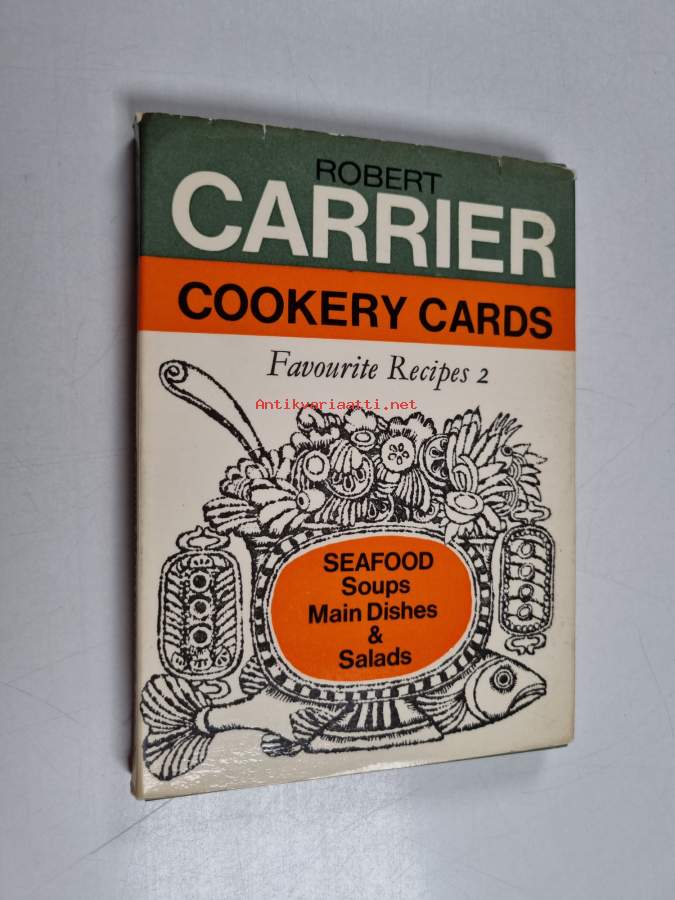 ROBERT
CARRIER
COOKERY CARDS
Favourite Recipes 2
Antikvariaatti.net
SEAFOOD
Soups
Main Dishes
&
Salads